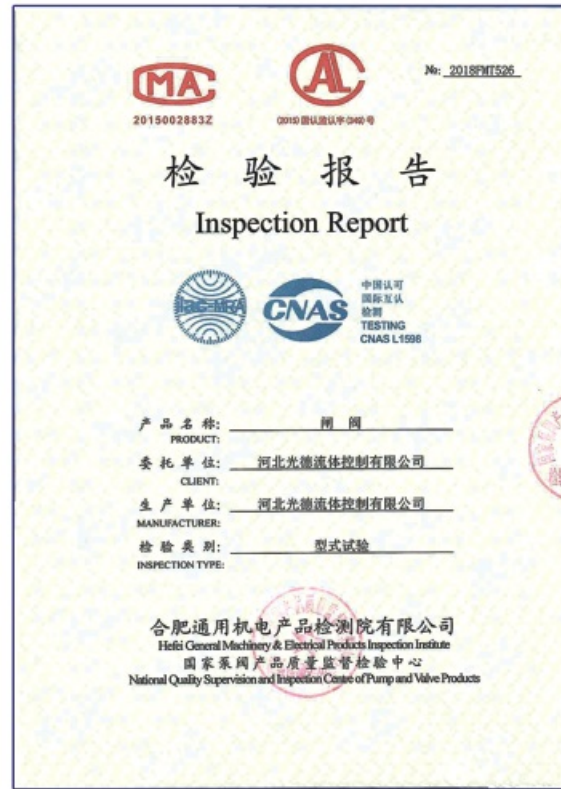 CMA
2015002883Z
CAL
(2015)国认监认字(349)号
№: 2018FMT526
检验报告
Inspection Report
ilac-MRA
CNAS
中国认可
国际互认
检测
TESTING
CNAS L1598
产品名称: 闸阀
PRODUCT:
委托单位: 河北光德流体控制有限公司
CLIENT:
生产单位: 河北光德流体控制有限公司
MANUFACTURER:
检验类别: 型式试验
INSPECTION TYPE:
合肥通用机电产品检测院有限公司
Hefei General Machinery & Electrical Products Inspection Institute
国家泵阀产品质量监督检验中心
National Quality Supervision and Inspection Centre of Pump and Valve Products